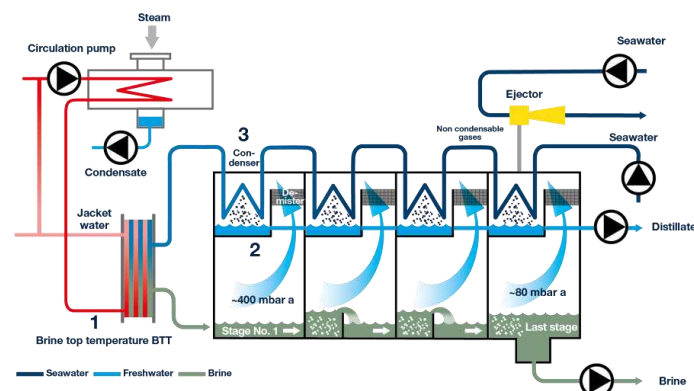 Steam
Circulation pump
Seawater
Ejector
3
Con-
denser
Non condensable
gases
Seawater
Condensate
De-
mister
Jacket
water
2
Distillate
~400 mbar a
~80 mbar a
1
Stage No. 1
Last stage
Brine top temperature BTT
Seawater
Freshwater
Brine
Brine